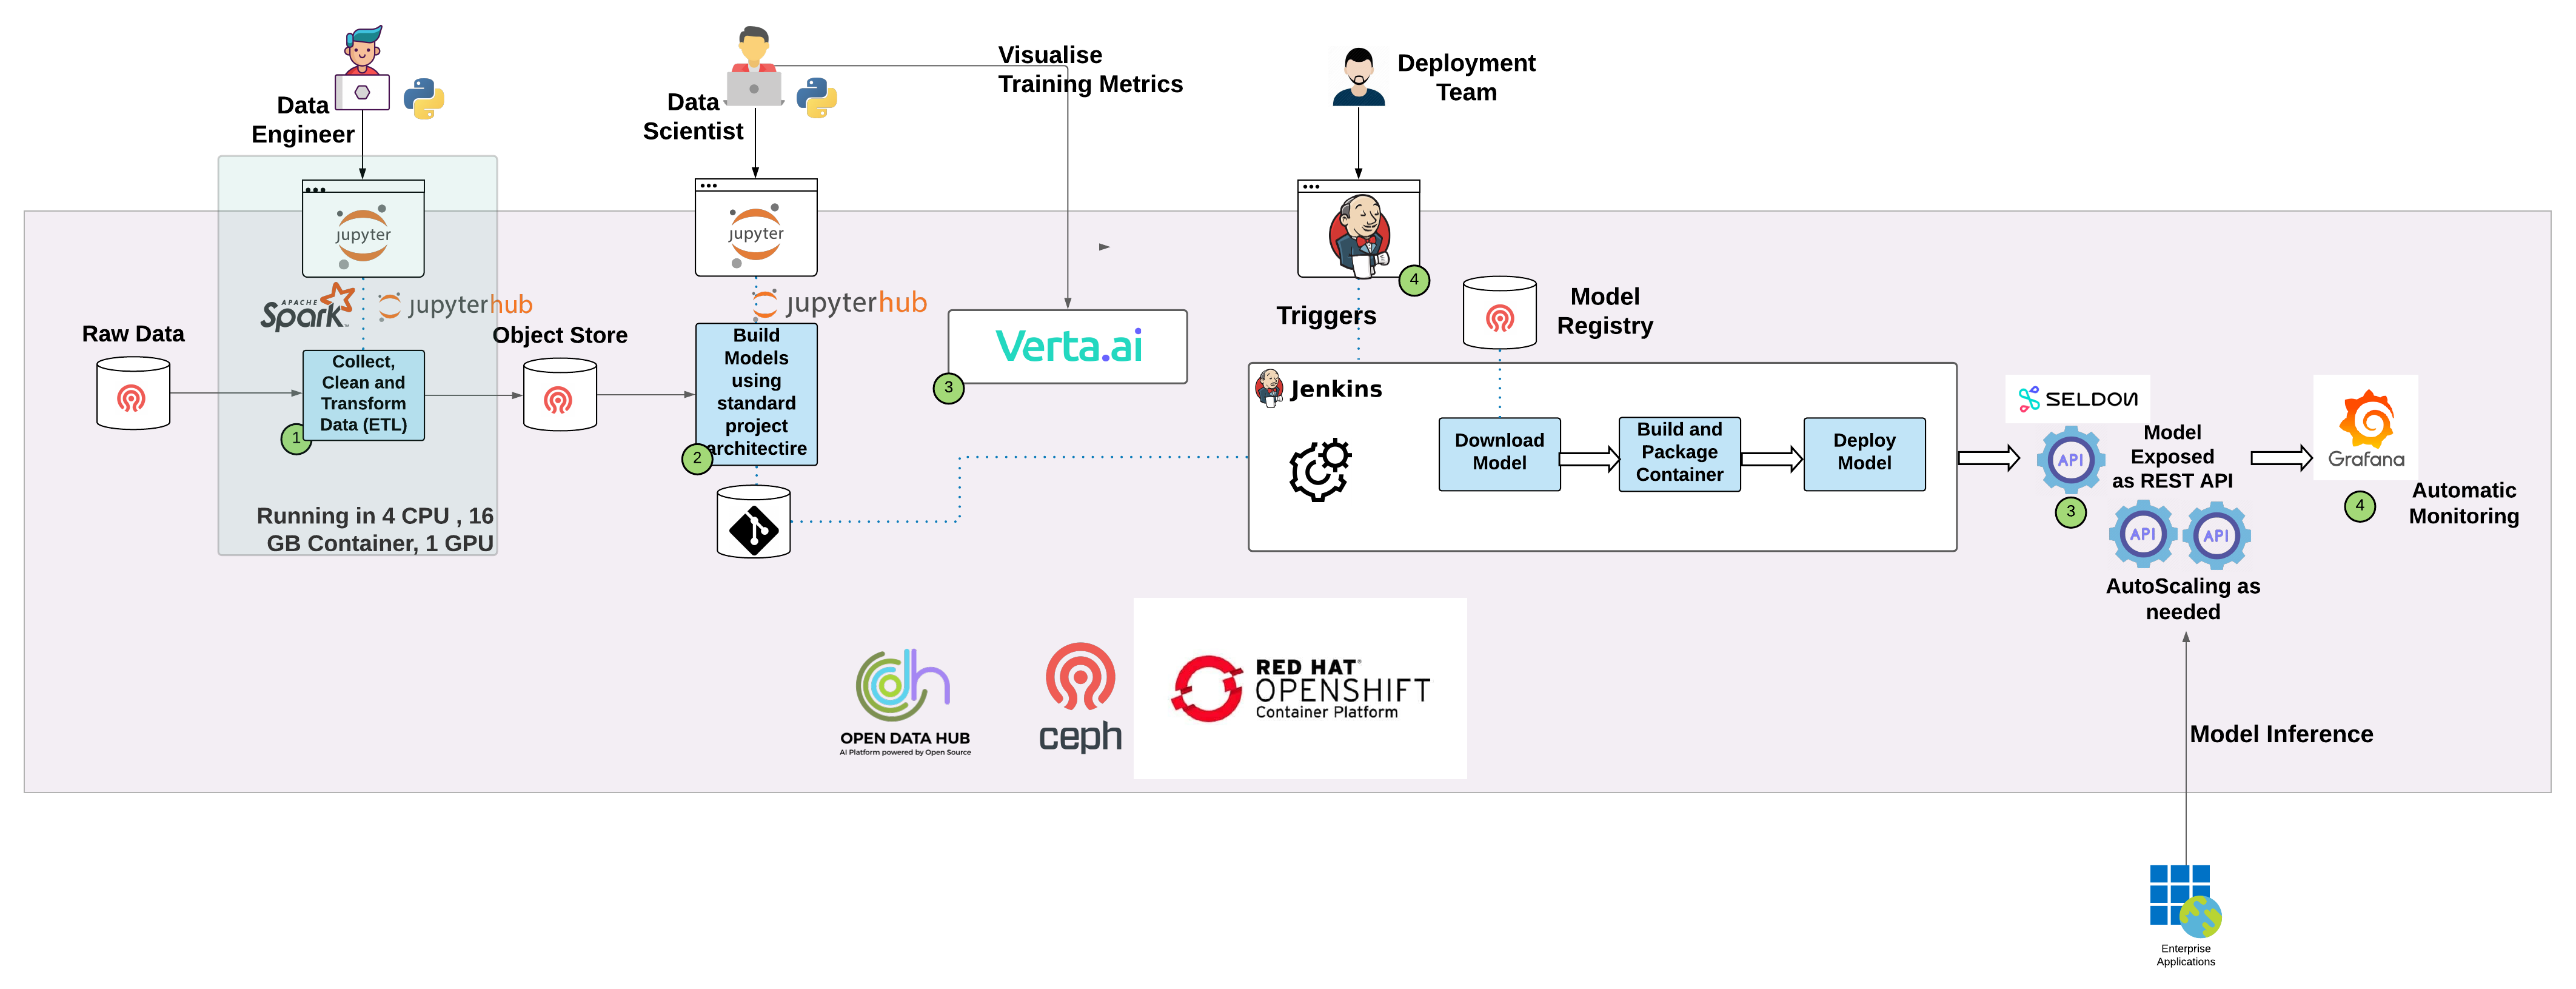 Data
Engineer
Data
Scientist
Visualise
Training Metrics
Deployment
Team
jupyter
jupyter
APACHE
Spark™
jupyterhub
jupyterhub
Raw Data
Object Store
Collect,
Clean and
Transform
Data (ETL)
1
Running in 4 CPU , 16
GB Container, 1 GPU
Build
Models
using
standard
project
architectire
2
Verta.ai
3
4
Triggers
Model
Registry
Jenkins
Download
Model
Build and
Package
Container
Deploy
Model
SELDON
API
Model
Exposed
as REST API
3
API
API
AutoScaling as
needed
Grafana
4
Automatic
Monitoring
OPEN DATA HUB
AI Platform powered by Open Source
ceph
RED HAT®
OPENSHIFT
Container Platform
Model Inference
Enterprise
Applications